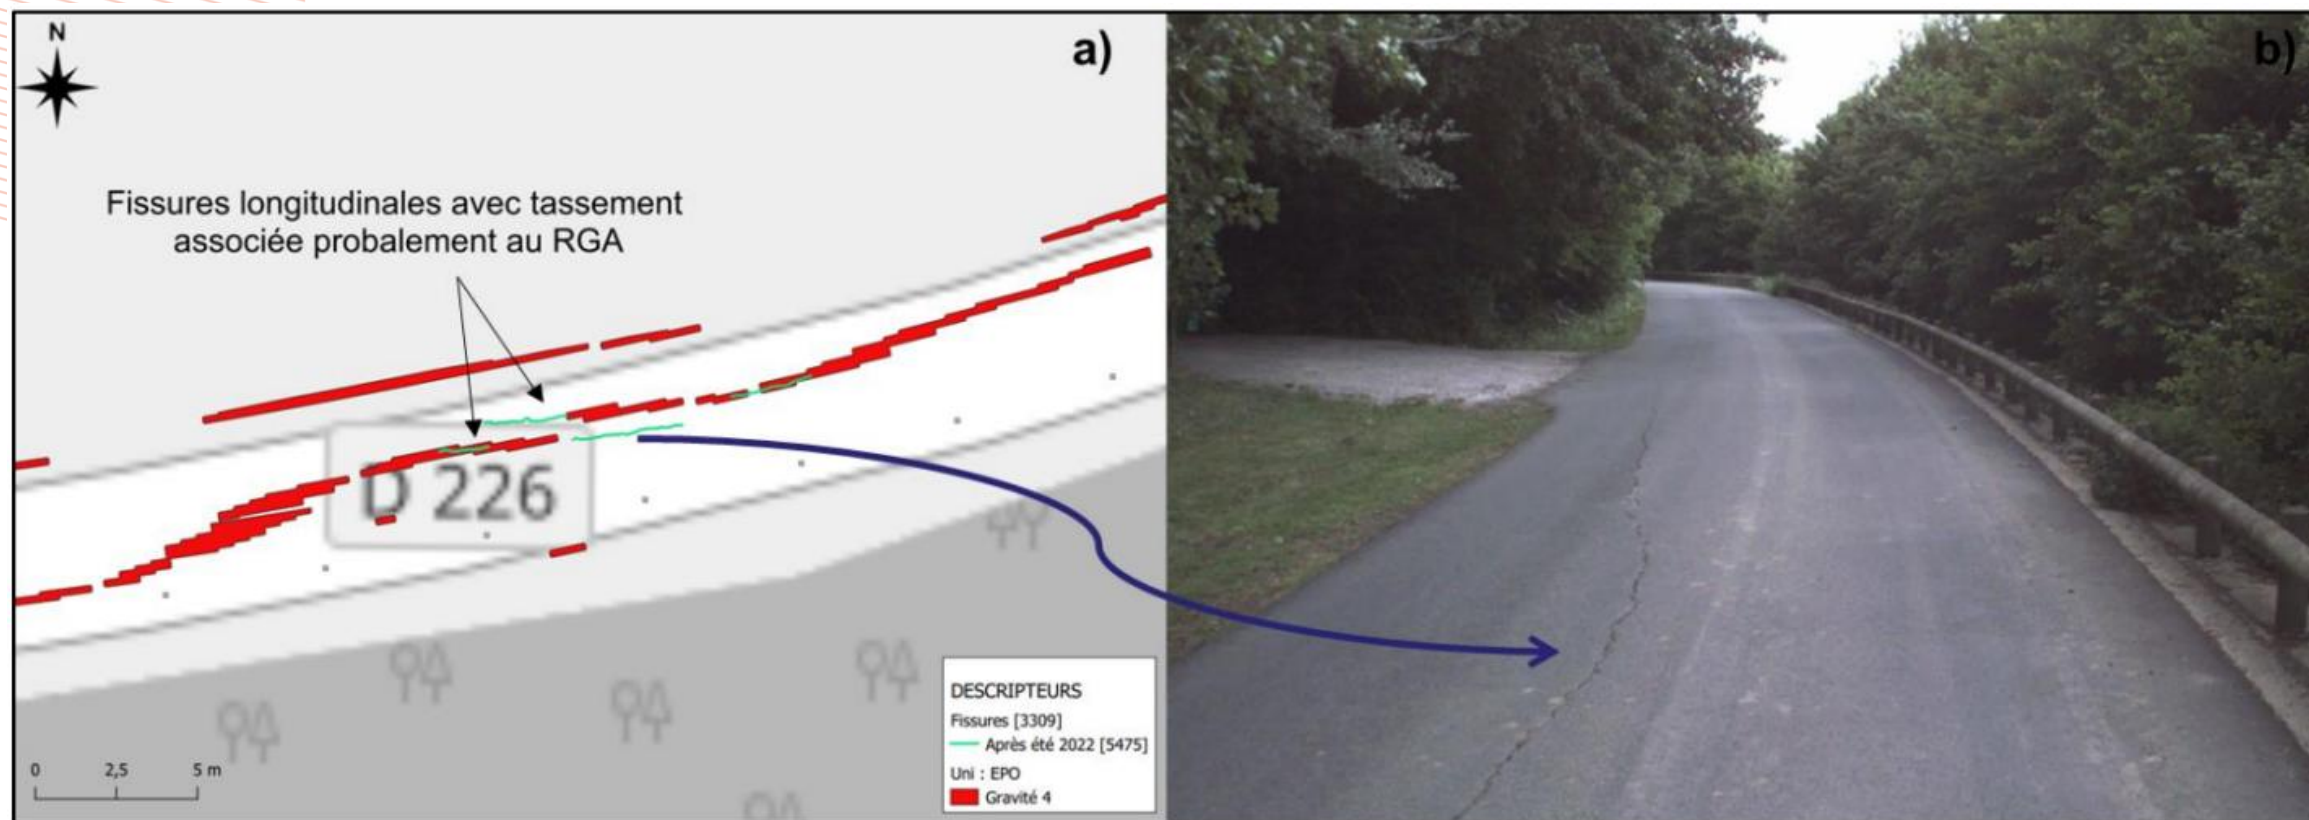 N
a)
b)
Fissures longitudinales avec tassement
associée probalement au RGA
D 226
DESCRIPTEURS
Fissures [3309]
Après été 2022 [5475]
Uni : EPO
Gravité 4
0 2,5 5 m